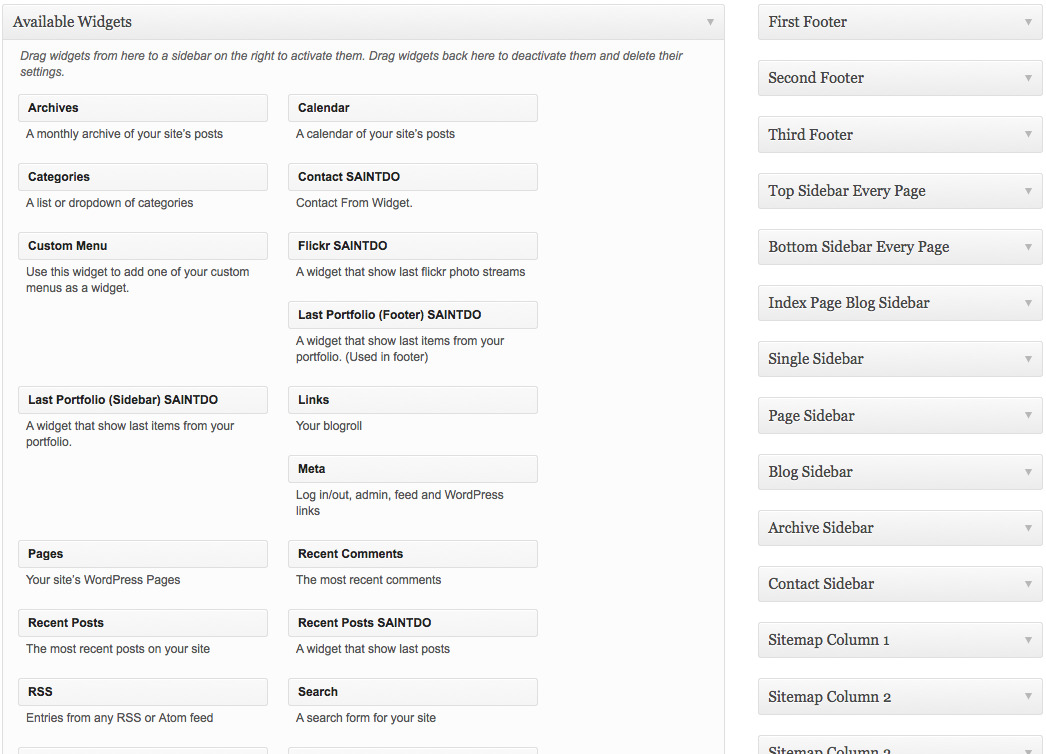 Available Widgets
Drag widgets from here to a sidebar on the right to activate them. Drag widgets back here to deactivate them and delete their
settings.
Archives
A monthly archive of your site's posts
Calendar
A calendar of your site's posts
Categories
A list or dropdown of categories
Contact SAINTDO
Contact From Widget.
Custom Menu
Use this widget to add one of your custom
menus as a widget.
Flickr SAINTDO
A widget that show last flickr photo streams
Last Portfolio (Footer) SAINTDO
A widget that show last items from your
portfolio. (Used in footer)
Last Portfolio (Sidebar) SAINTDO
A widget that show last items from your
portfolio.
Links
Your blogroll
Meta
Log in/out, admin, feed and WordPress
links
Pages
Your site's WordPress Pages
Recent Comments
The most recent comments
Recent Posts
The most recent posts on your site
Recent Posts SAINTDO
A widget that show last posts
RSS
Entries from any RSS or Atom feed
Search
A search form for your site
First Footer
Second Footer
Third Footer
Top Sidebar Every Page
Bottom Sidebar Every Page
Index Page Blog Sidebar
Single Sidebar
Page Sidebar
Blog Sidebar
Archive Sidebar
Contact Sidebar
Sitemap Column 1
Sitemap Column 2
Sitemap Column 3